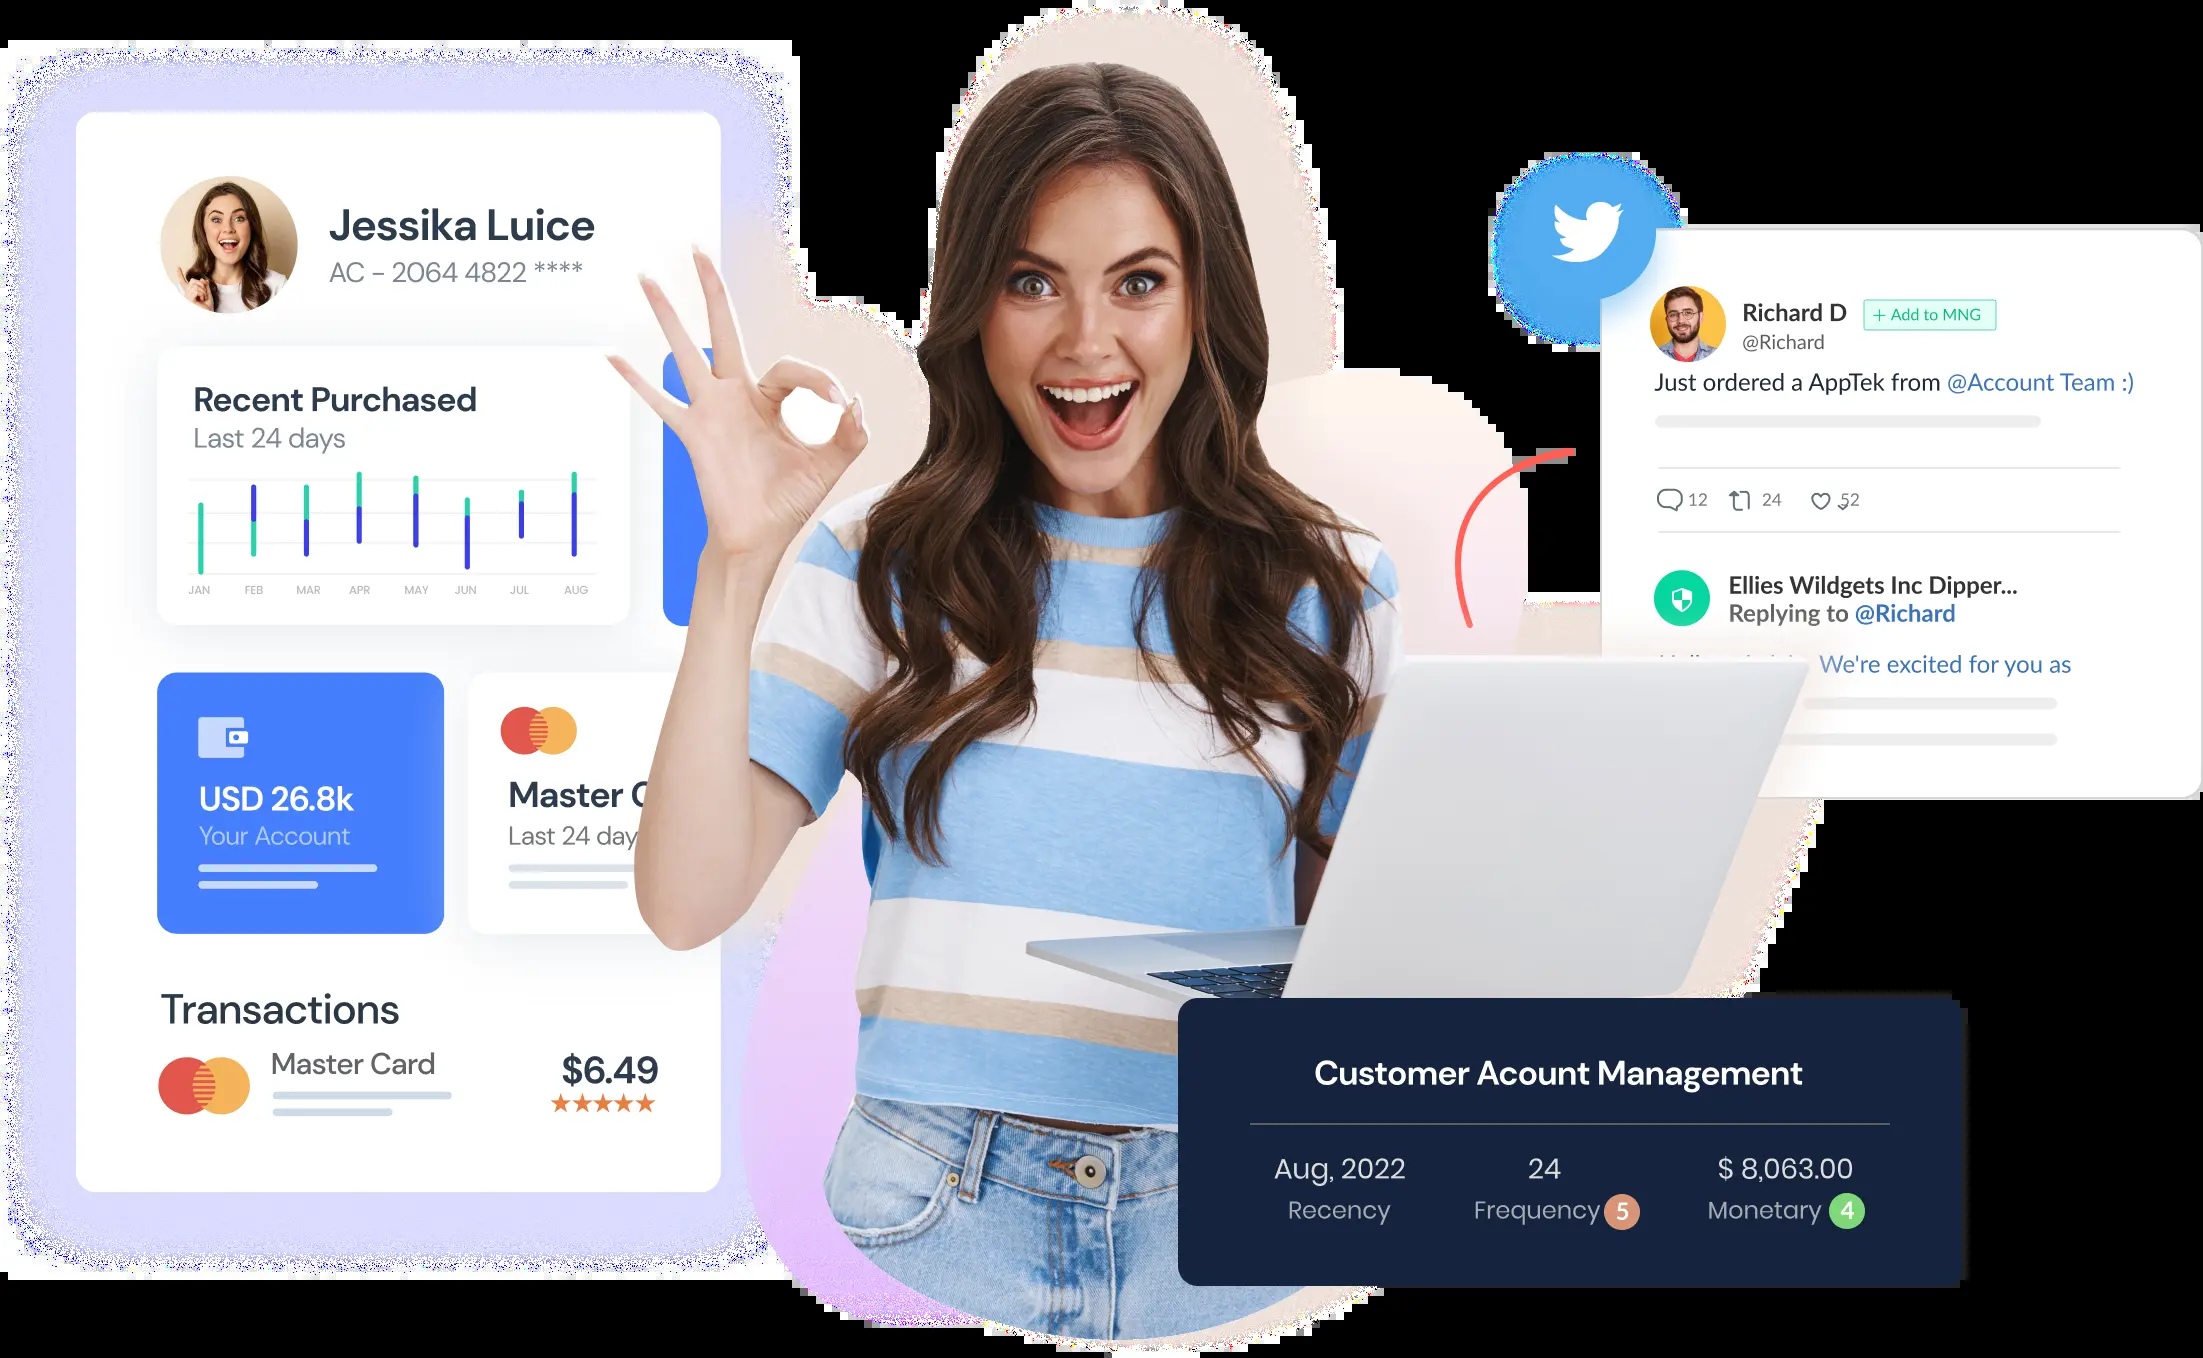 Jessika Luice
AC - 2064 4822 ****
Recent Purchased
Last 24 days
JAN FEB MAR APR MAY JUN JUL AUG
USD 26.8k
Your Account
Master
Last 24 day
Transactions
Master Card
$6.49
Richard D
+ Add to MNG
@Richard
Just ordered a AppTek from @Account Team :)
12 24 52
Ellies Wildgets Inc Dipper...
Replying to @Richard
We're excited for you as
Customer Acount Management
Aug, 2022 24 $ 8,063.00
Recency Frequency 5 Monetary 4